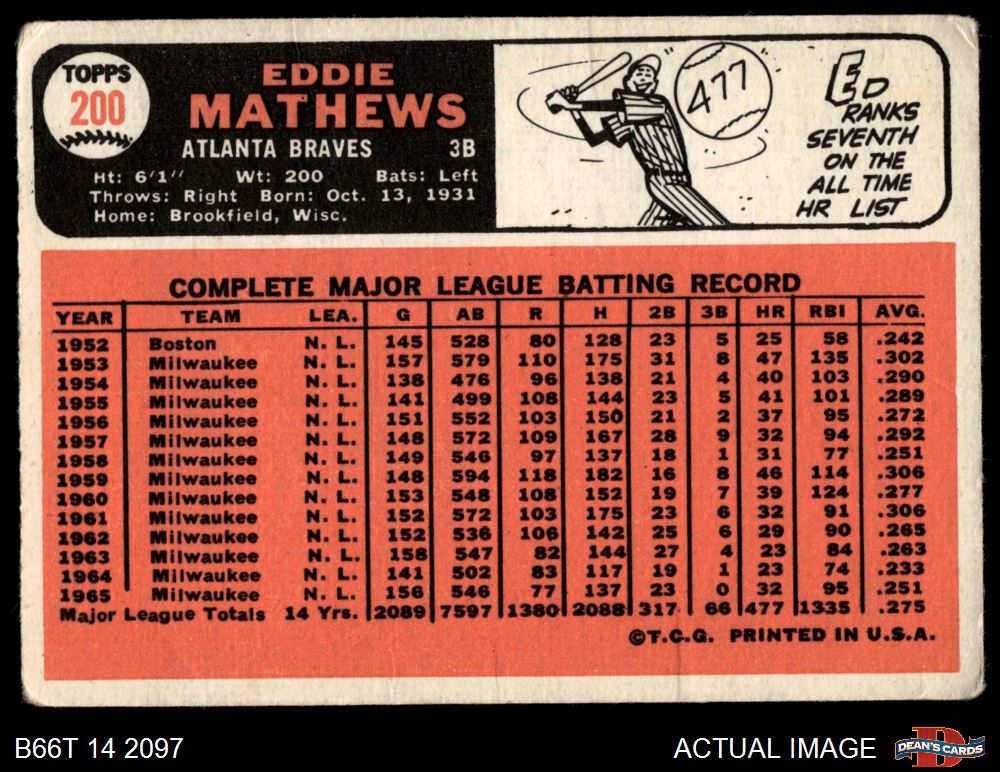 TOPPS
200
EDDIE
MATHEWS
ATLANTA BRAVES 3B
Ht: 6'1" Wt: 200 Bats: Left
Throws: Right Born: Oct. 13, 1931
Home: Brookfield, Wisc.
477
ED
RANKS
SEVENTH
ON THE
ALL TIME
HR LIST
COMPLETE MAJOR LEAGUE BATTING RECORD
YEAR TEAM LEA. G AB R H 2B 3B HR RBI AVG.
1952 Boston N. L. 145 528 80 128 23 5 25 58 .242
1953 Milwaukee N. L. 157 579 110 175 31 8 47 135 .302
1954 Milwaukee N. L. 138 476 96 138 21 4 40 103 .290
1955 Milwaukee N. L. 141 499 108 144 23 5 41 101 .289
1956 Milwaukee N. L. 151 552 103 150 21 2 37 95 .272
1957 Milwaukee N. L. 148 572 109 167 28 9 32 94 .292
1958 Milwaukee N. L. 149 546 97 137 18 1 31 77 .251
1959 Milwaukee N. L. 148 594 118 182 16 8 46 114 .306
1960 Milwaukee N. L. 153 548 108 152 19 7 39 124 .277
1961 Milwaukee N. L. 152 572 103 175 23 6 32 91 .306
1962 Milwaukee N. L. 152 536 106 142 25 6 29 90 .265
1963 Milwaukee N. L. 158 547 82 144 27 4 23 84 .263
1964 Milwaukee N. L. 141 502 83 117 19 1 23 74 .233
1965 Milwaukee N. L. 156 546 77 137 23 0 32 95 .251
Major League Totals 14 Yrs. 2089 7597 1380 2088 317 66 477 1335 .275
©T.C.G. PRINTED IN U.S.A.
B66T 14 2097
ACTUAL IMAGE
DEAN'S CARDS